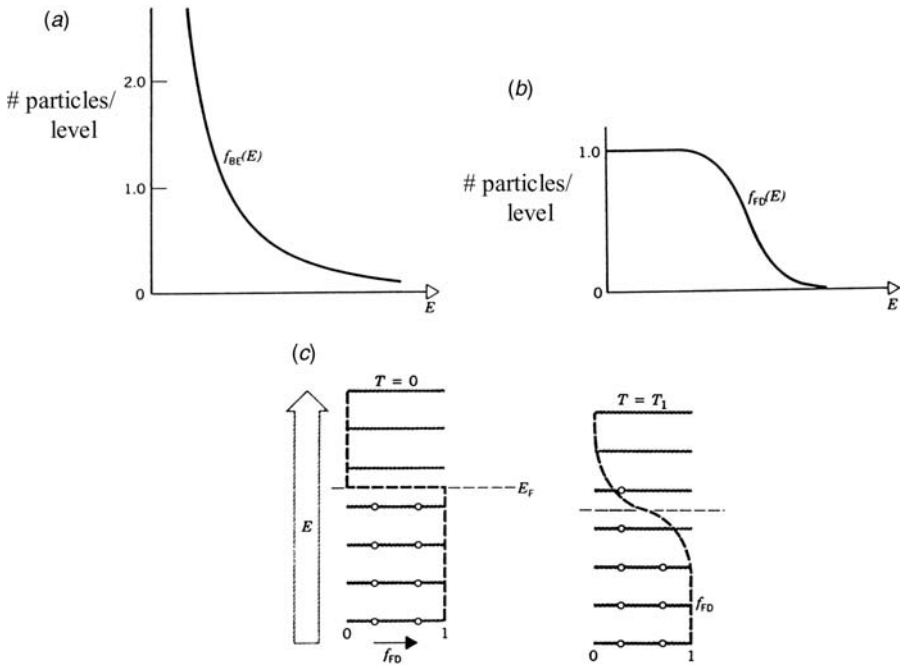 (a)
# particles/
level
2.0
1.0
0
f_BE(E)
E
(b)
# particles/
level
1.0
0
f_FD(E)
E
(c)
E
T = 0
E_F
0
1
f_FD
T = T_1
f_FD
0
1